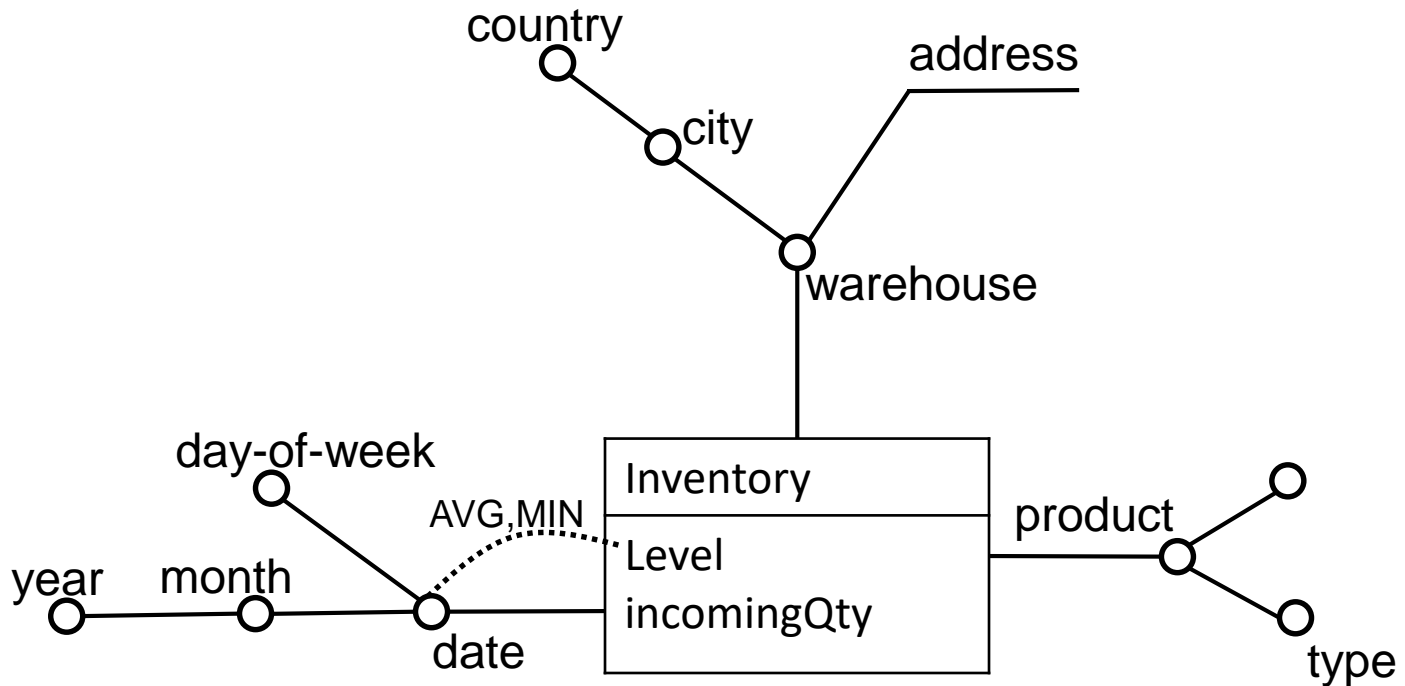 country
address
city
warehouse
day-of-week
Inventory
AVG,MIN
product
Level
year
month
incomingQty
date
type